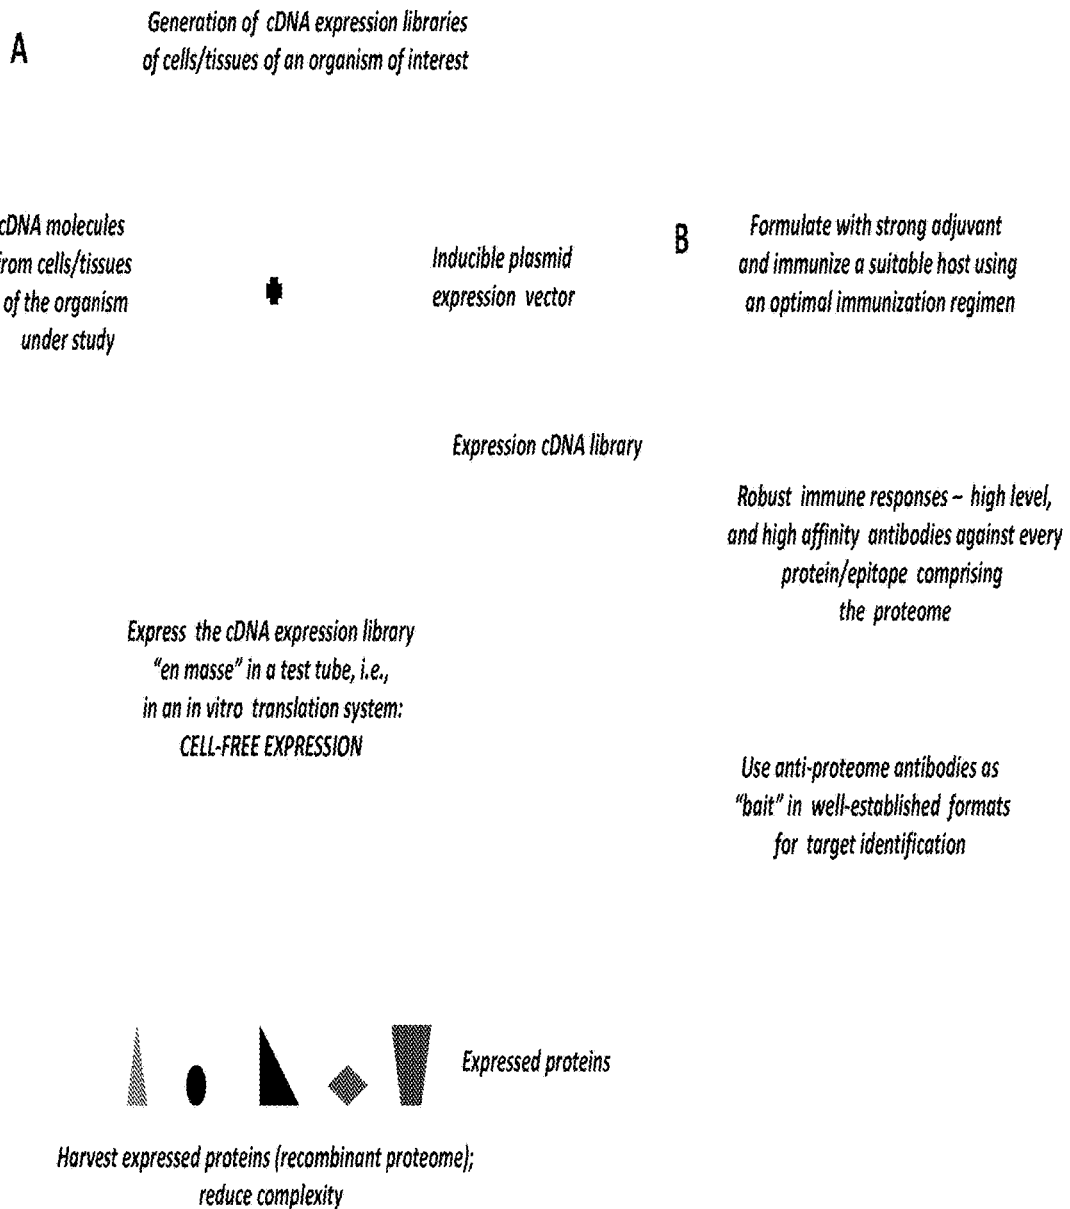 A
Generation of cDNA expression libraries
of cells/tissues of an organism of interest
cDNA molecules
from cells/tissues
of the organism
under study
Inducible plasmid
expression vector
Expression cDNA library
Express the cDNA expression library
“en masse” in a test tube, i.e.,
in an in vitro translation system:
CELL-FREE EXPRESSION
Expressed proteins
Harvest expressed proteins (recombinant proteome);
reduce complexity
B
Formulate with strong adjuvant
and immunize a suitable host using
an optimal immunization regimen
Robust immune responses – high level,
and high affinity antibodies against every
protein/epitope comprising
the proteome
Use anti-proteome antibodies as
“bait” in well-established formats
for target identification